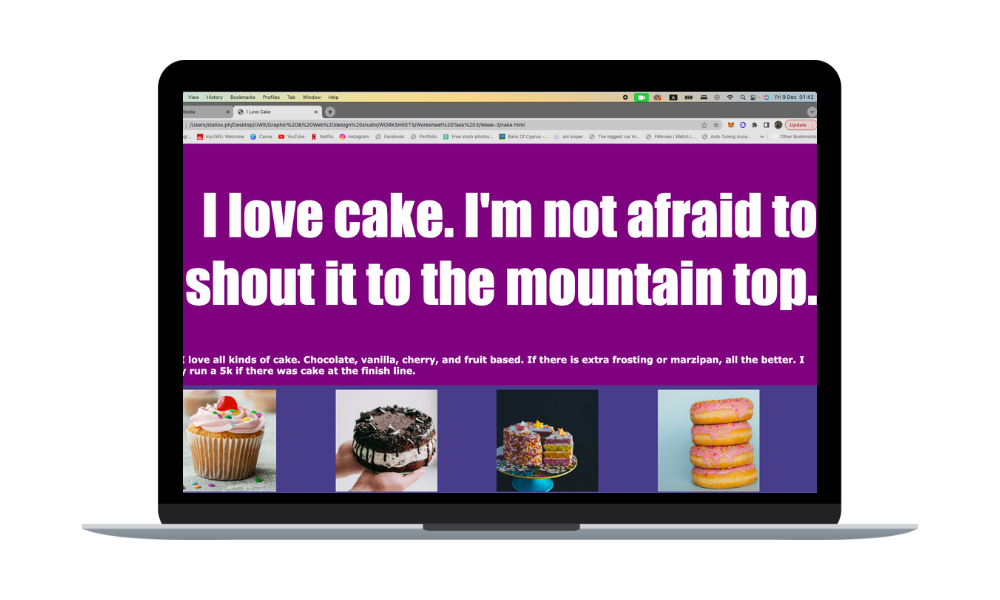 View History Bookmarks Profiles Tab Window Help
Fri 9 Dec 01:42
Media
I Love Cake
/Users/stelios.ph/Desktop/UWE/Graphic%20&%20Web%20design%20studio/WORKSHEETS/Worksheet%20Task%203/Week-3/cake.html
Update
myUWE: Welcome Canva YouTube Netflix Instagram Facebook Portfolio Free stock photos... Bank Of Cyprus -... The biggest car m... FMovies | Watch L... Auto Tuning |Lice... Other Bookmarks
I love cake. I'm not afraid to
shout it to the mountain top.
I love all kinds of cake. Chocolate, vanilla, cherry, and fruit based. If there is extra frosting or marzipan, all the better. I
y run a 5k if there was cake at the finish line.